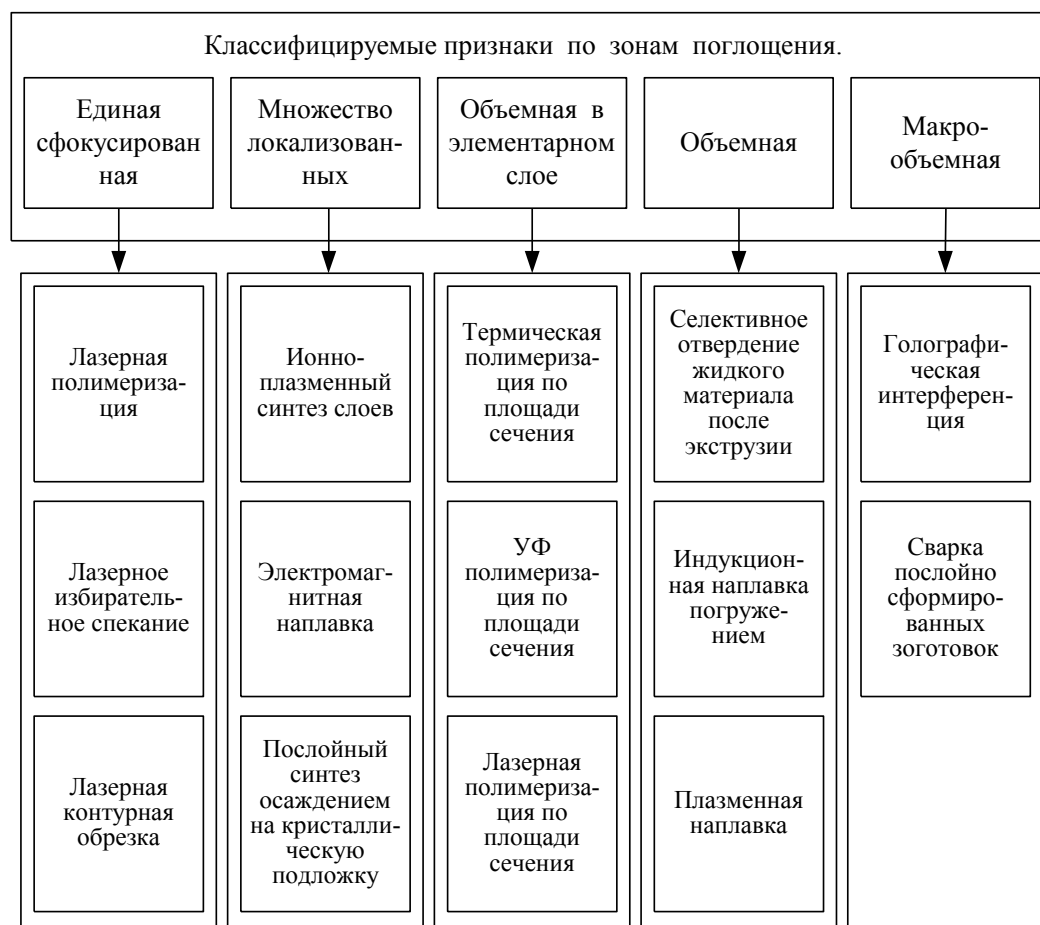 Классифицируемые признаки по зонам поглощения.
Единая
сфокусирован
ная
Множество
локализован-
ных
Объемная в
элементарном
слое
Объемная
Макро-
объемная
Лазерная
полимериза-
ция
Лазерное
избиратель-
ное спекание
Лазерная
контурная
обрезка
Ионно-
плазменный
синтез слоев
Электромаг-
нитная
наплавка
Послойный
синтез
осаждением
на кристалли-
ческую
подложку
Термическая
полимериза-
ция по
площади
сечения
УФ
полимериза-
ция по
площади
сечения
Лазерная
полимериза-
ция по
площади
сечения
Селективное
отвердение
жидкого
материала
после
экструзии
Индукцион-
ная наплавка
погруже-
нием
Плазменная
наплавка
Голографи-
ческая
интерферен-
ция
Сварка
послойно
сформиро-
ванных
зоготовок